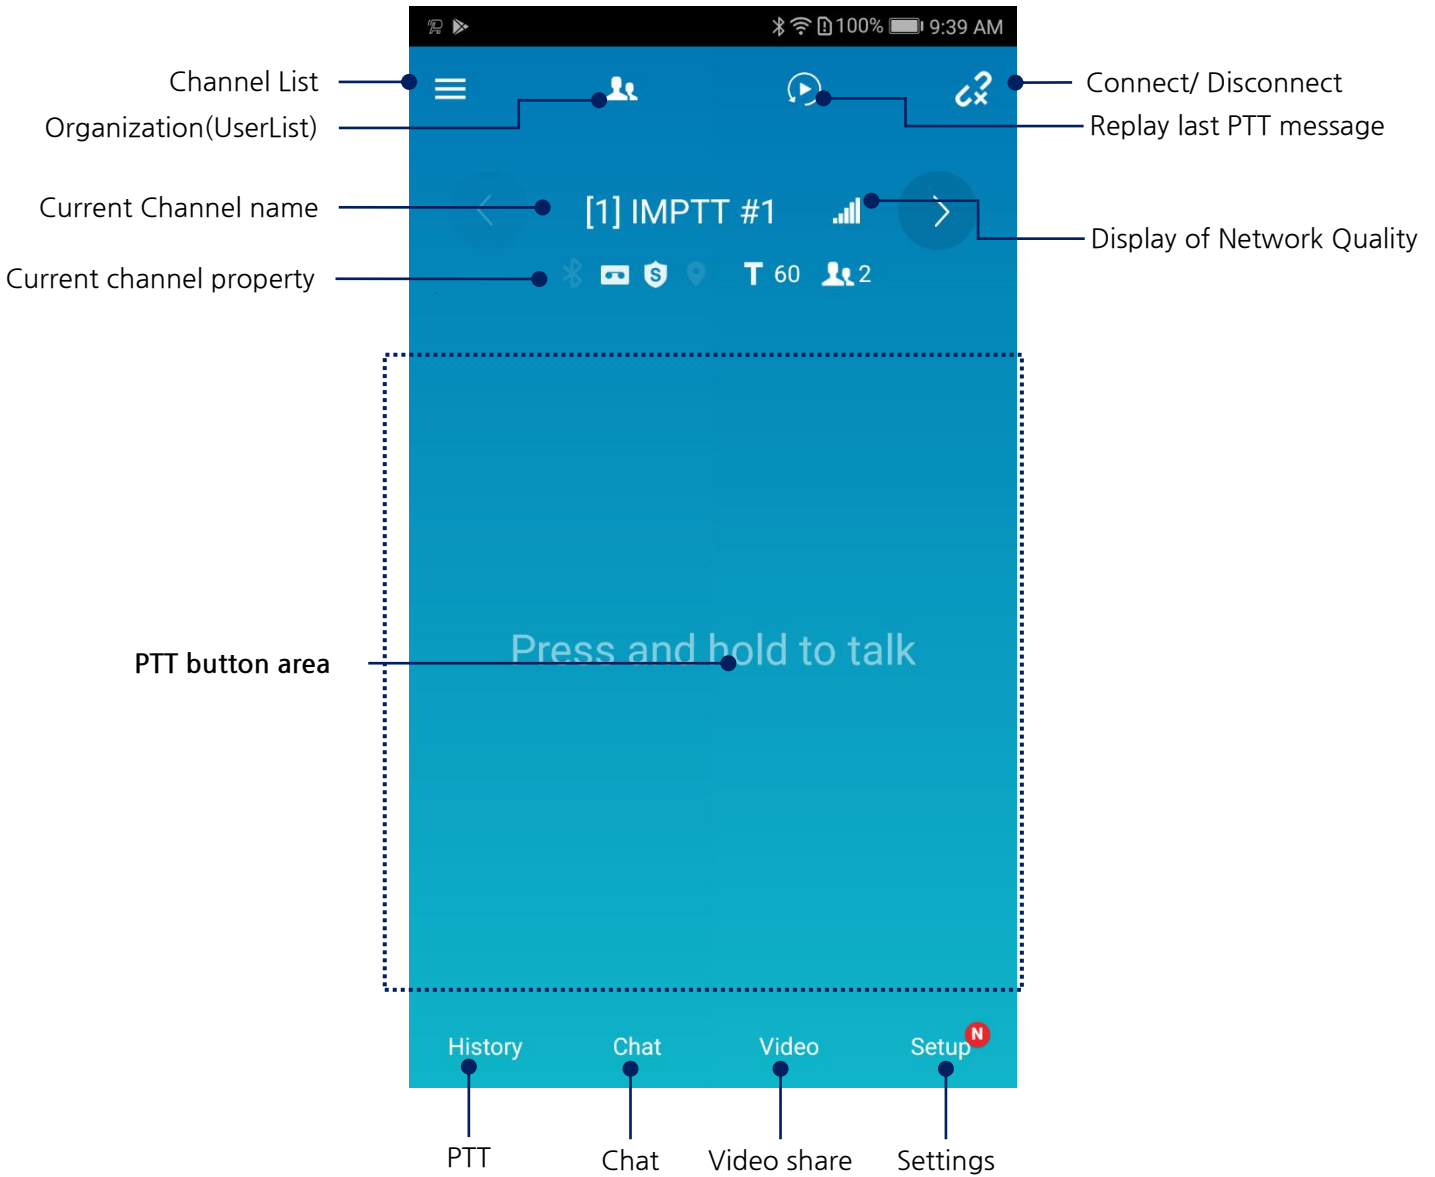 100% 9:39 AM
Channel List
Connect/ Disconnect
Organization(UserList)
Replay last PTT message
Current Channel name
[1] IMPTT #1
Display of Network Quality
Current channel property
S
T 60 2
Press and hold to talk
PTT button area
History Chat Video Setup N
PTT Chat Video share Settings